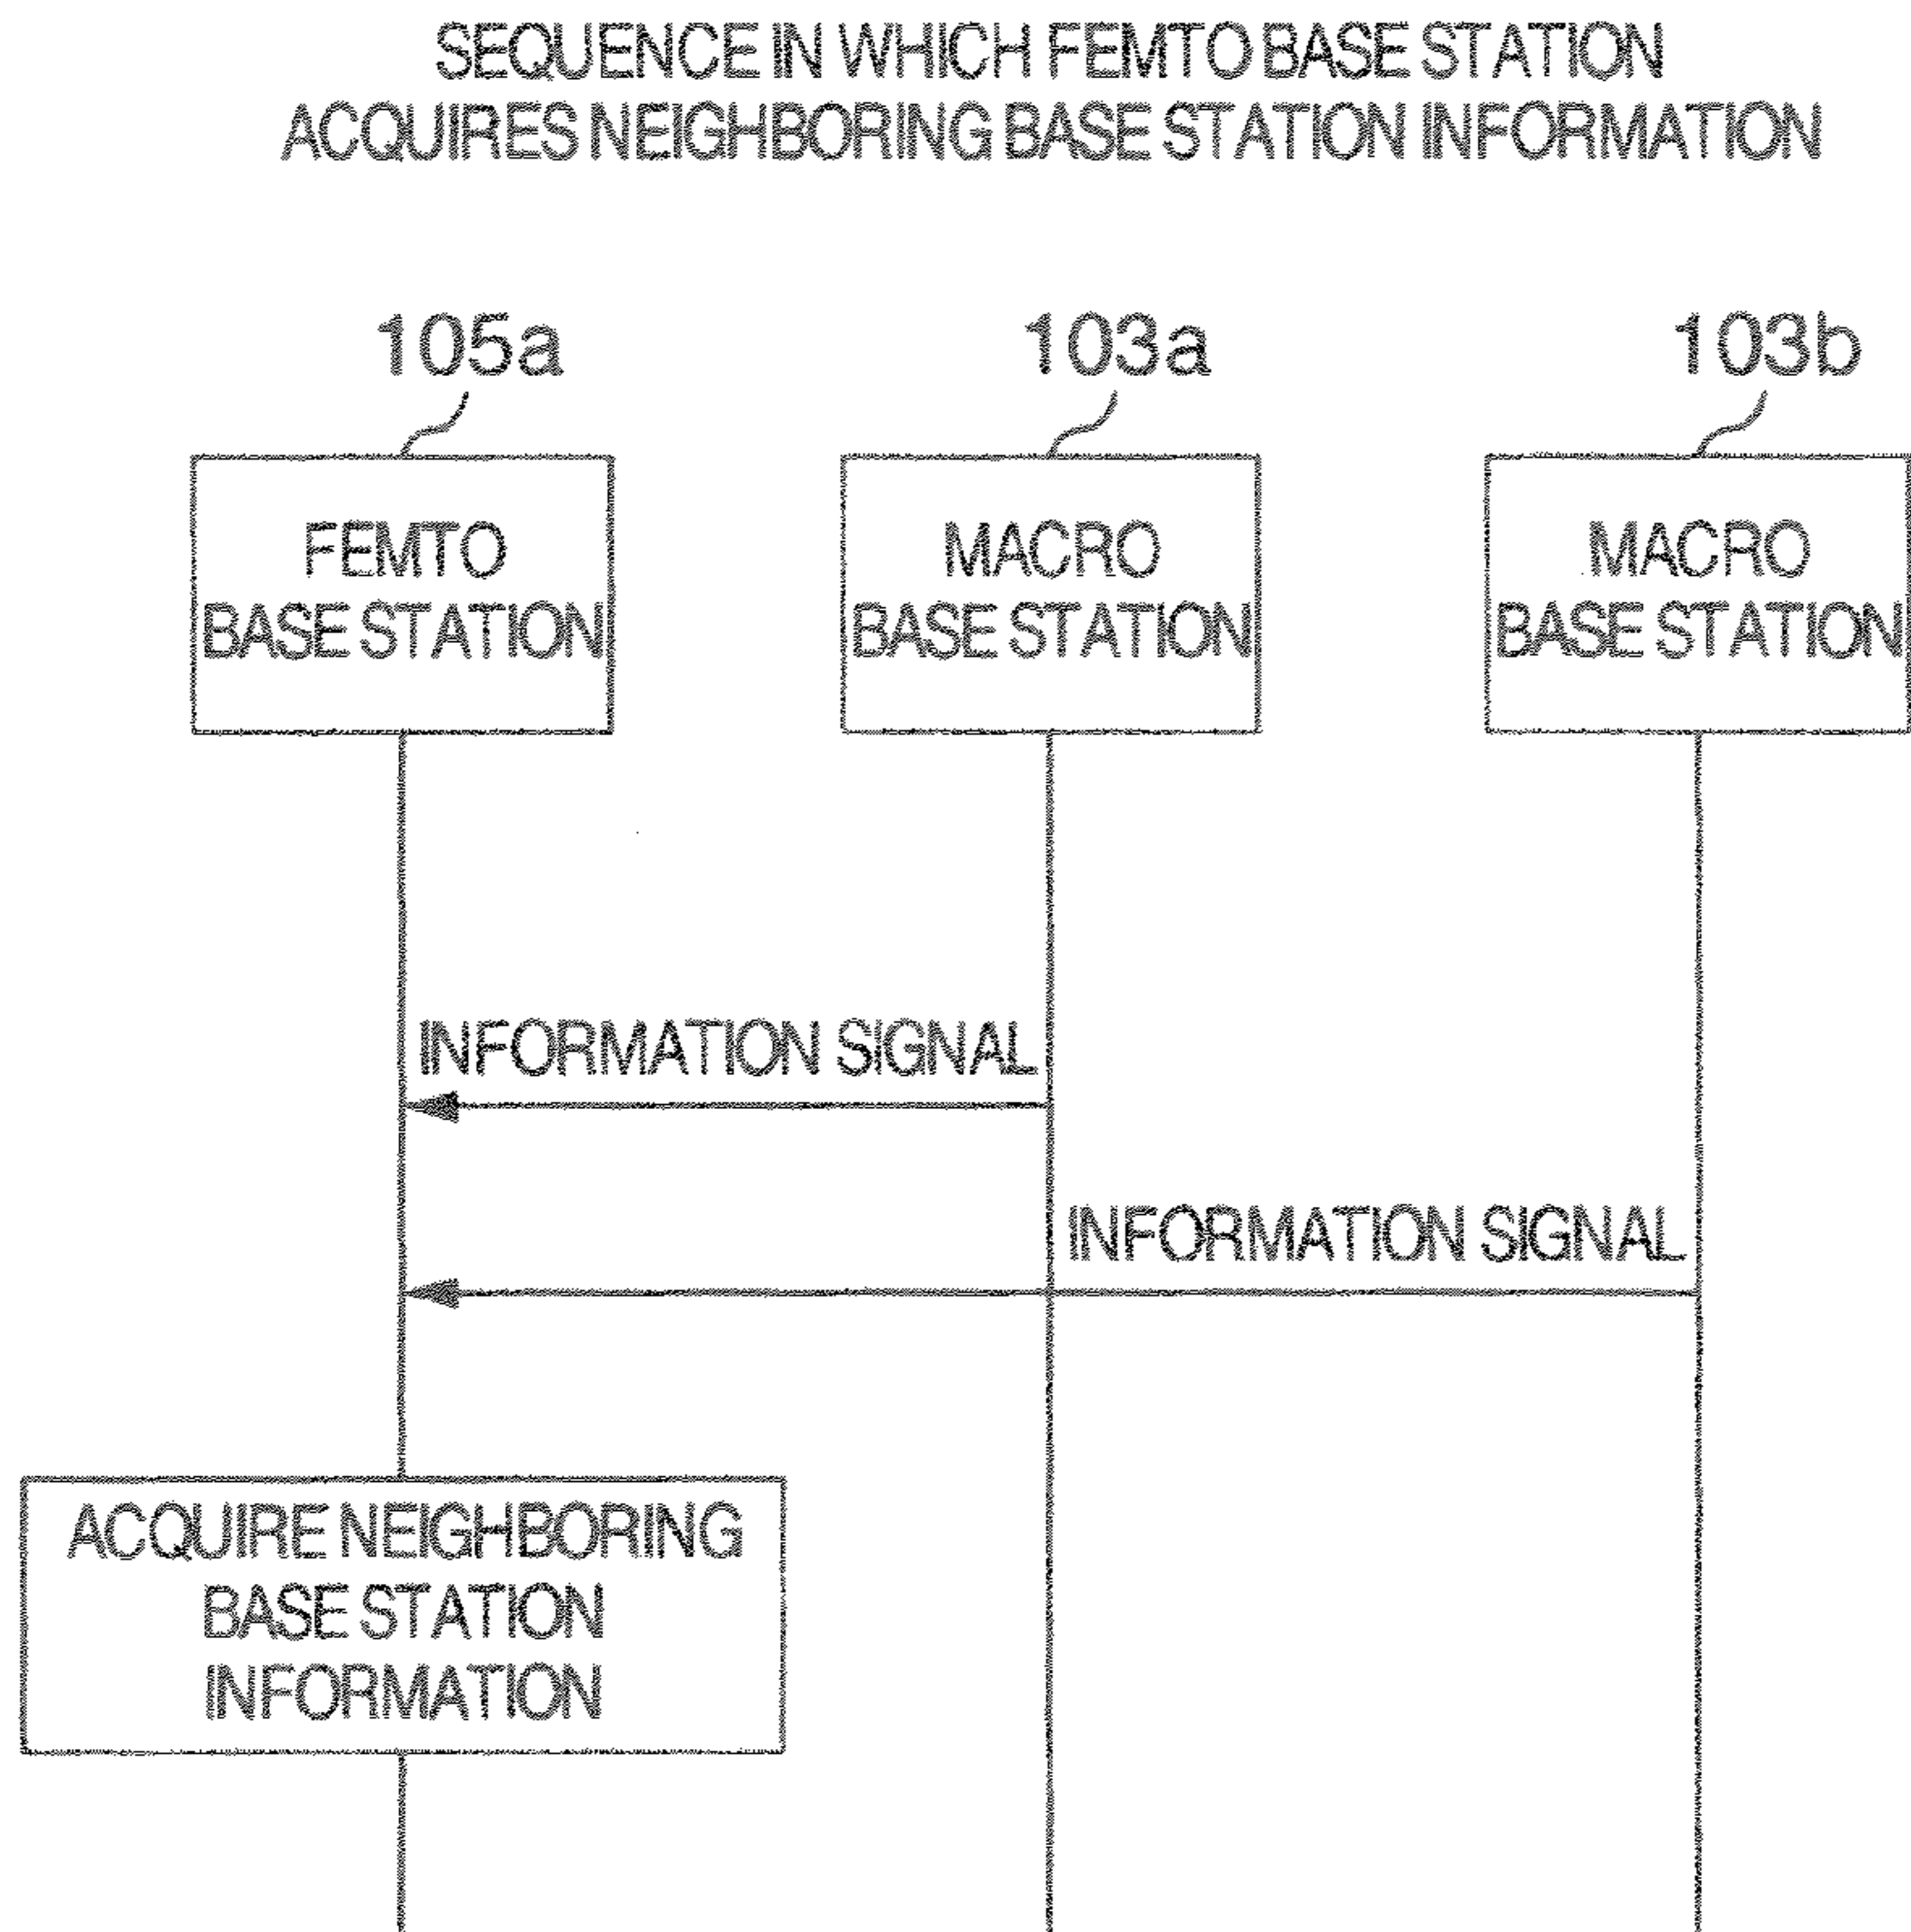 SEQUENCE IN WHICH FEMTO BASE STATION
ACQUIRES NEIGHBORING BASE STATION INFORMATION
105a
103a
103b
FEMTO
BASE STATION
MACRO
BASE STATION
MACRO
BASE STATION
INFORMATION SIGNAL
INFORMATION SIGNAL
ACQUIRE NEIGHBORING
BASE STATION
INFORMATION